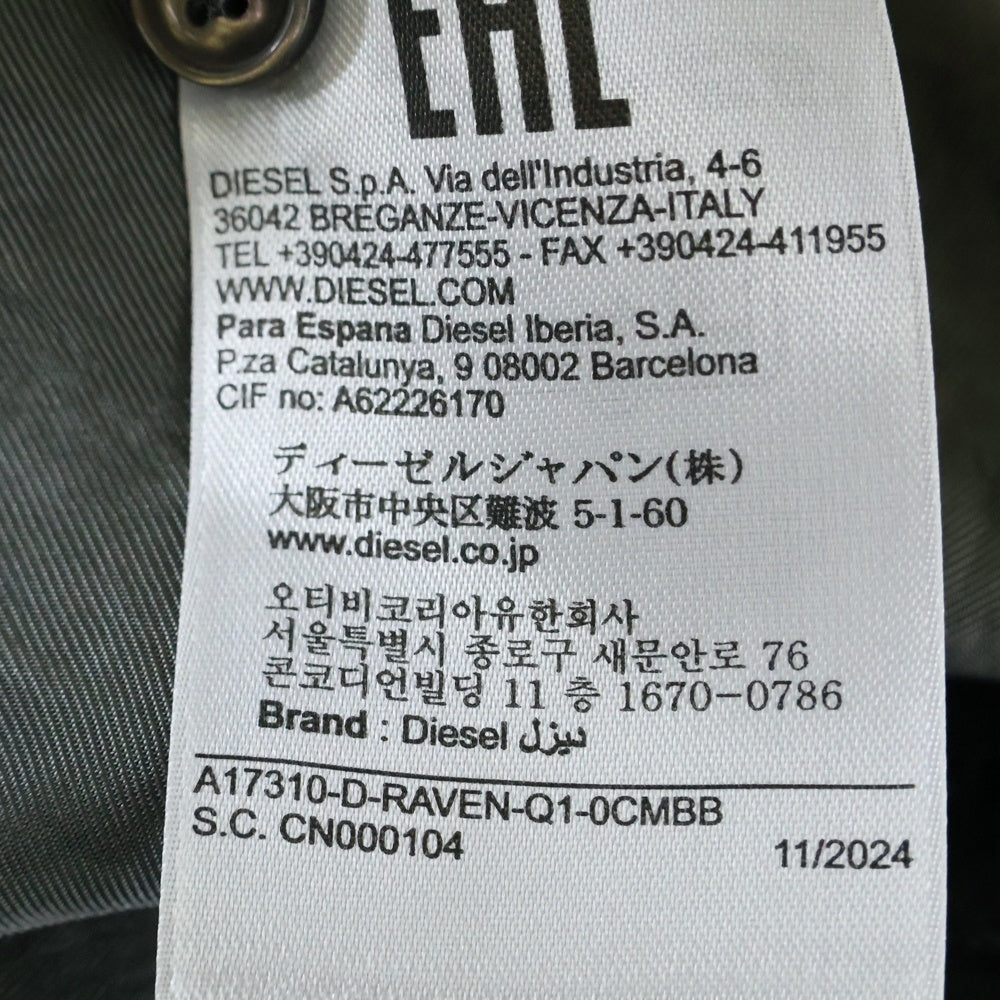 EAC
DIESEL S.p.A. Via dell'Industria, 4-6
36042 BREGANZE-VICENZA-ITALY
TEL +390424-477555 - FAX +390424-411955
WWW.DIESEL.COM
Para Espana Diesel Iberia, S.A.
P.za Catalunya, 9 08002 Barcelona
CIF no: A62226170
ディーゼルジャパン(株)
大阪市中央区難波 5-1-60
www.diesel.co.jp
오티비코리아유한회사
서울특별시 종로구 새문안로 76
콘코디언빌딩 11 층 1670-0786
Brand : Diesel ديزل
A17310-D-RAVEN-Q1-0CMBB
S.C. CN000104
11/2024